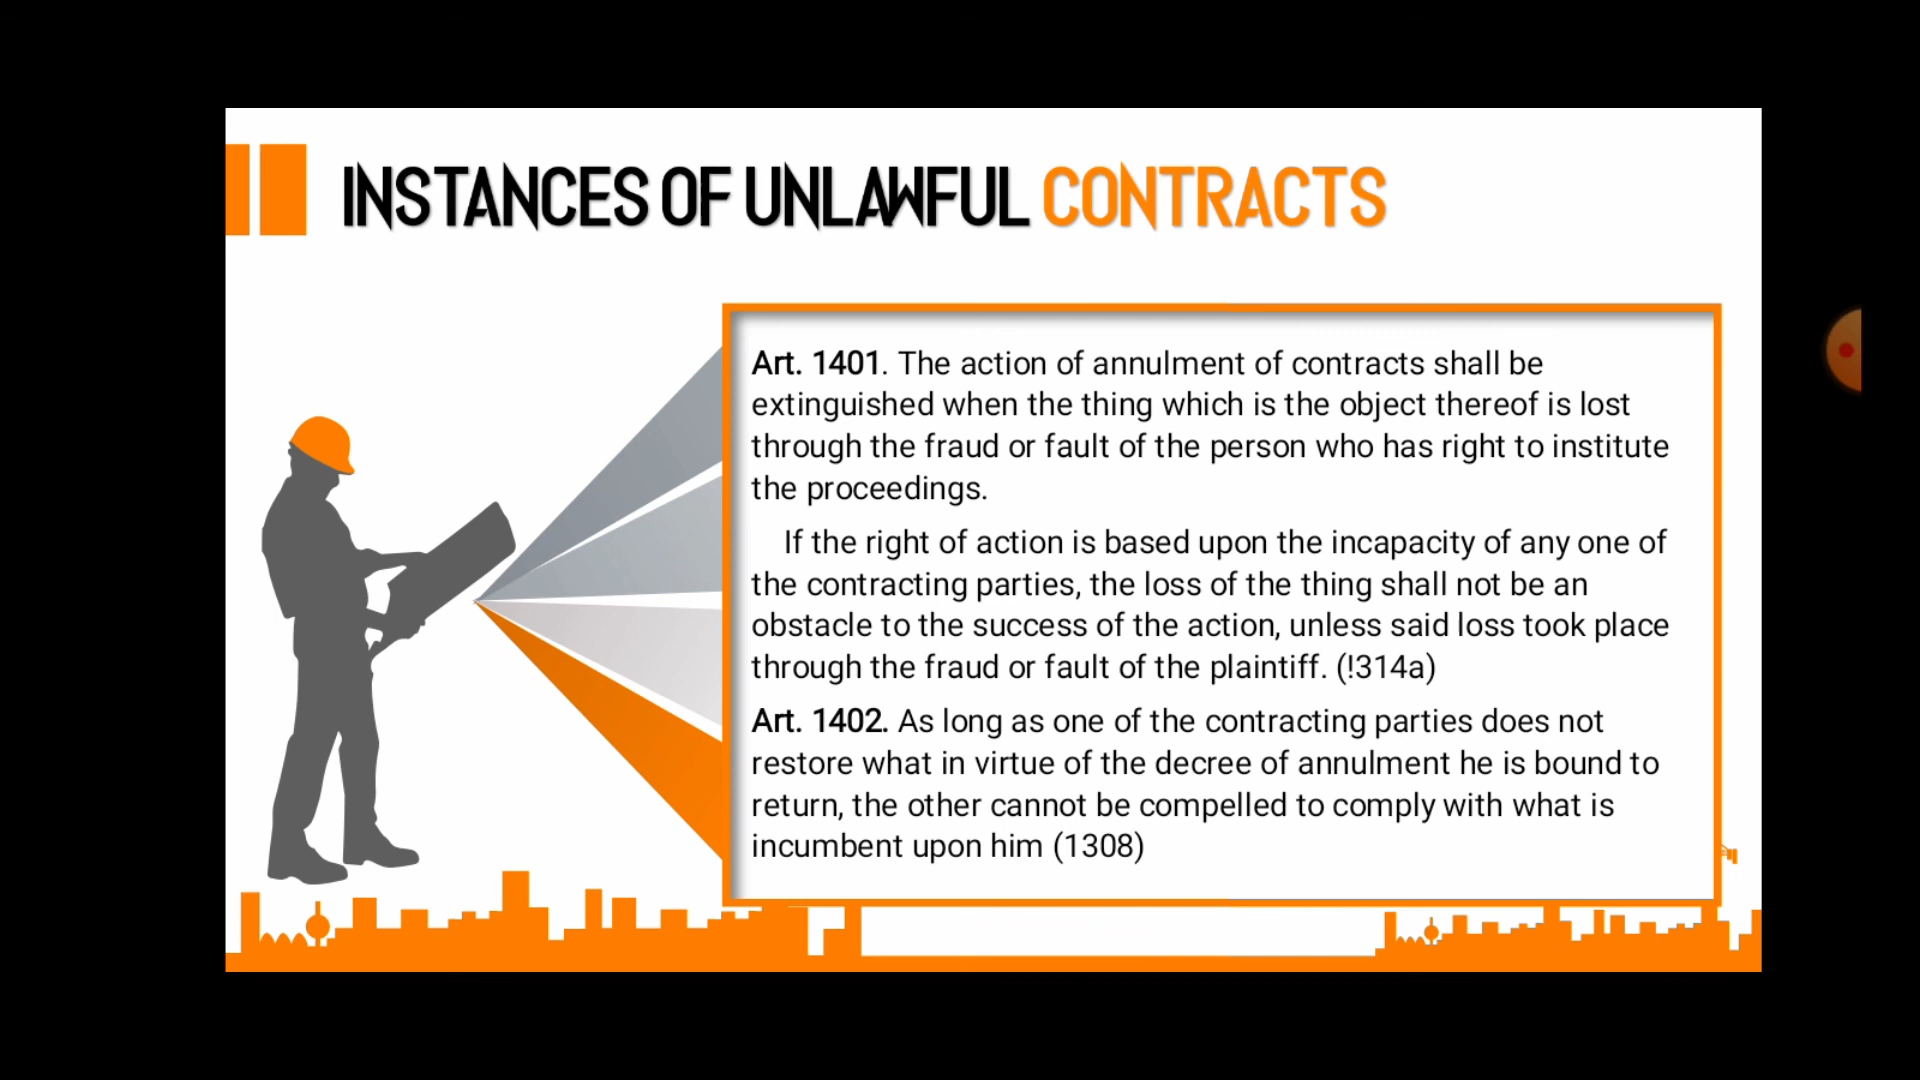 INSTANCES OF UNLAWFUL CONTRACTS
Art. 1401. The action of annulment of contracts shall be
extinguished when the thing which is the object thereof is lost
through the fraud or fault of the person who has right to institute
the proceedings.
If the right of action is based upon the incapacity of any one of
the contracting parties, the loss of the thing shall not be an
obstacle to the success of the action, unless said loss took place
through the fraud or fault of the plaintiff. (!314a)
Art. 1402. As long as one of the contracting parties does not
restore what in virtue of the decree of annulment he is bound to
return, the other cannot be compelled to comply with what is
incumbent upon him (1308)